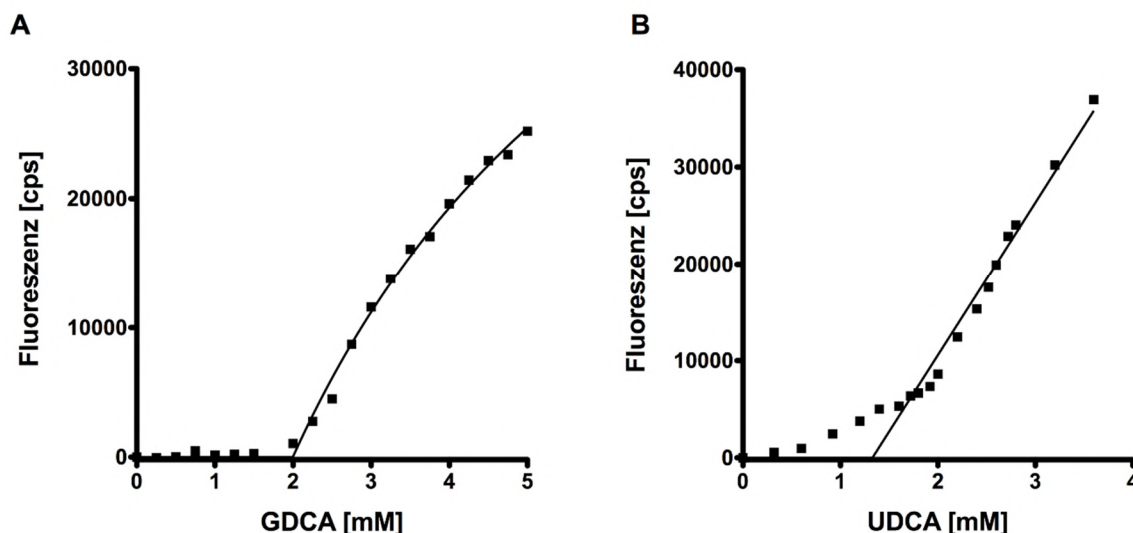 A
Fluoreszenz [cps]
30000
20000
10000
0
0 1 2 3 4 5
GDCA [mM]
B
Fluoreszenz [cps]
40000
30000
20000
10000
0
0 1 2 3 4
UDCA [mM]